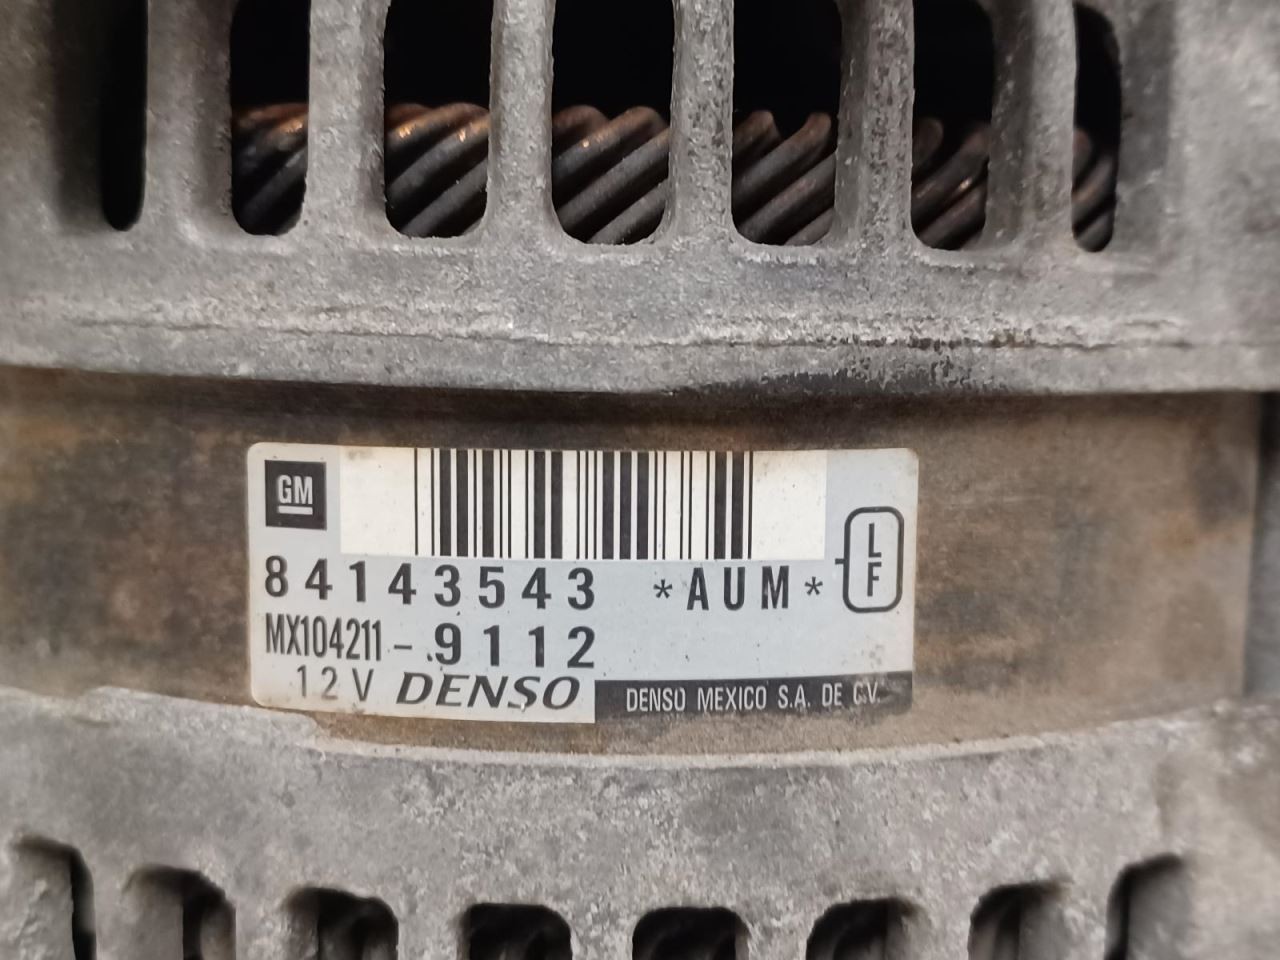 GM
84143543 *AUM*
L
F
MX104211-9112
12V DENSO
DENSO MEXICO S.A. DE C.V.